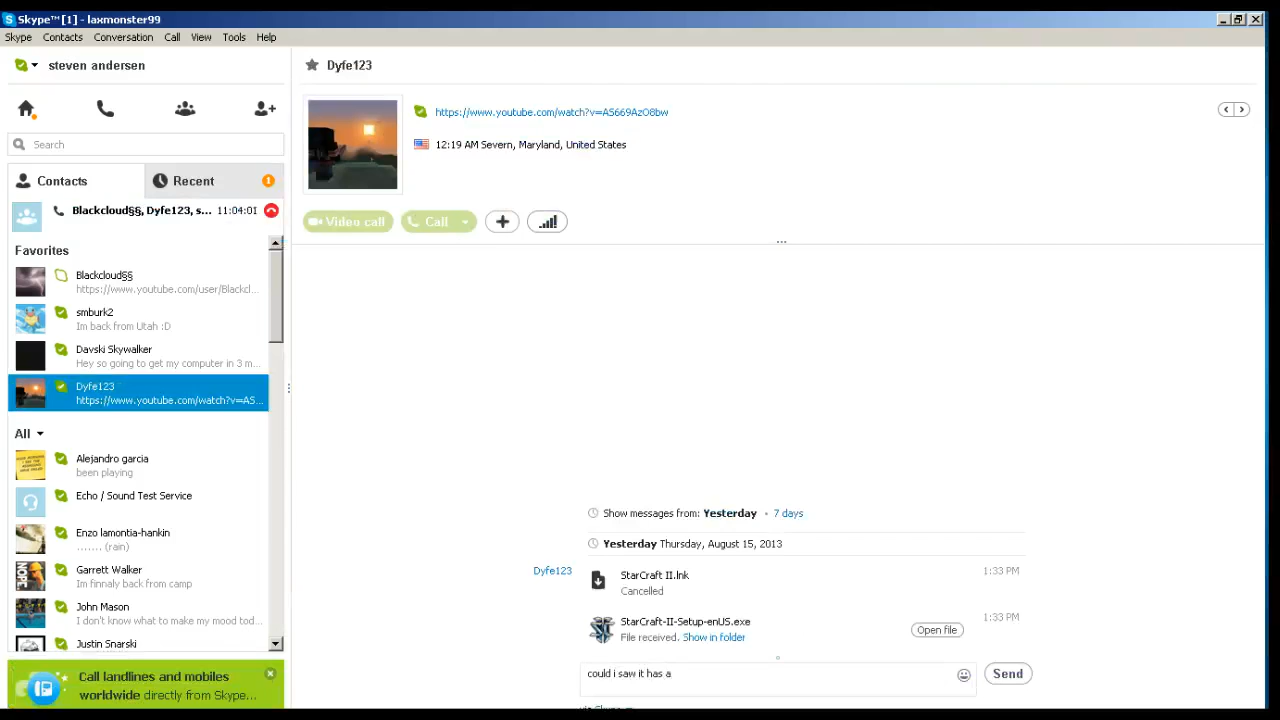 Skype™ [1] - laxmonster99
Skype Contacts Conversation Call View Tools Help
steven andersen
Search
Contacts
Recent
1
Blackcloud§§, Dyfe123, s... 11:04:01
Favorites
Blackcloud§§
https://www.youtube.com/user/Blackcl...
smburk2
Im back from Utah :D
Davski Skywalker
Hey so going to get my computer in 3 m...
Dyfe123
https://www.youtube.com/watch?v=AS...
All
Alejandro garcia
been playing
Echo / Sound Test Service
Enzo lamontia-hankin
....... (rain)
Garrett Walker
Im finnaly back from camp
John Mason
I don't know what to make my mood tod...
Justin Snarski
Call landlines and mobiles
worldwide directly from Skype...
Dyfe123
https://www.youtube.com/watch?v=AS669AzO8bw
12:19 AM Severn, Maryland, United States
Video call
Call
Show messages from: Yesterday • 7 days
Yesterday Thursday, August 15, 2013
Dyfe123
StarCraft II.lnk
1:33 PM
Cancelled
StarCraft-II-Setup-enUS.exe
1:33 PM
File received. Show in folder
Open file
could i saw it has a
Send